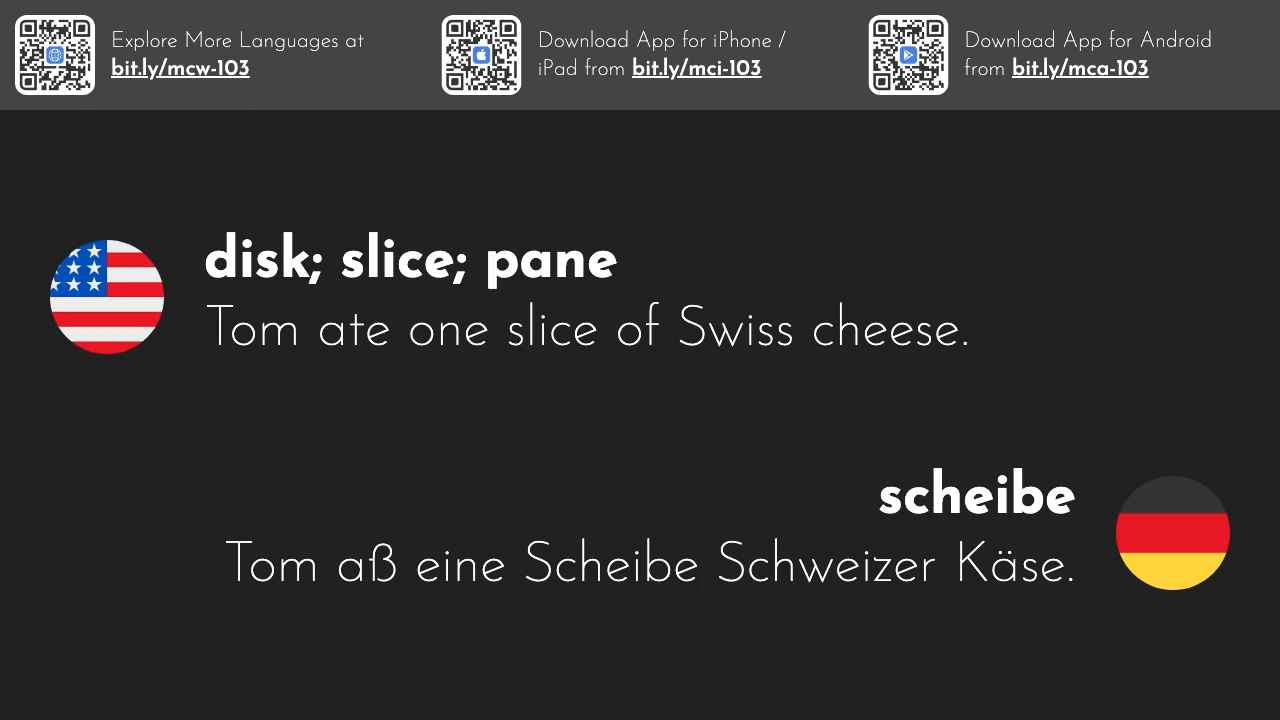 Explore More Languages at
bit.ly/mcw-103
Download App for iPhone /
iPad from bit.ly/mci-103
Download App for Android
from bit.ly/mca-103
disk; slice; pane
Tom ate one slice of Swiss cheese.
scheibe
Tom aß eine Scheibe Schweizer Käse.